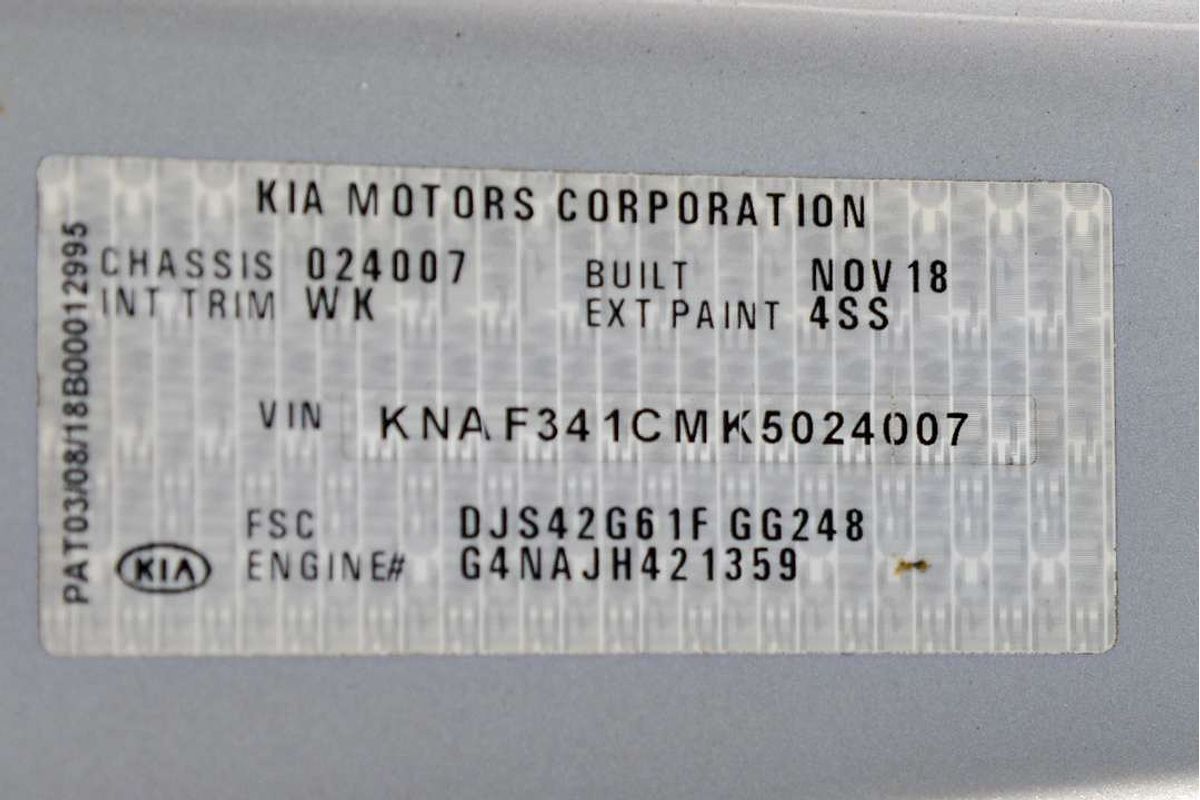 KIA MOTORS CORPORATION
CHASSIS 024007 BUILT NOV 18
INT TRIM WK EXT PAINT 4SS
VIN KNAF341CMK5024007
FSC DJS42G61F GG248
KIA ENGINE# G4NAJH421359
PAT03/08/18B00012995